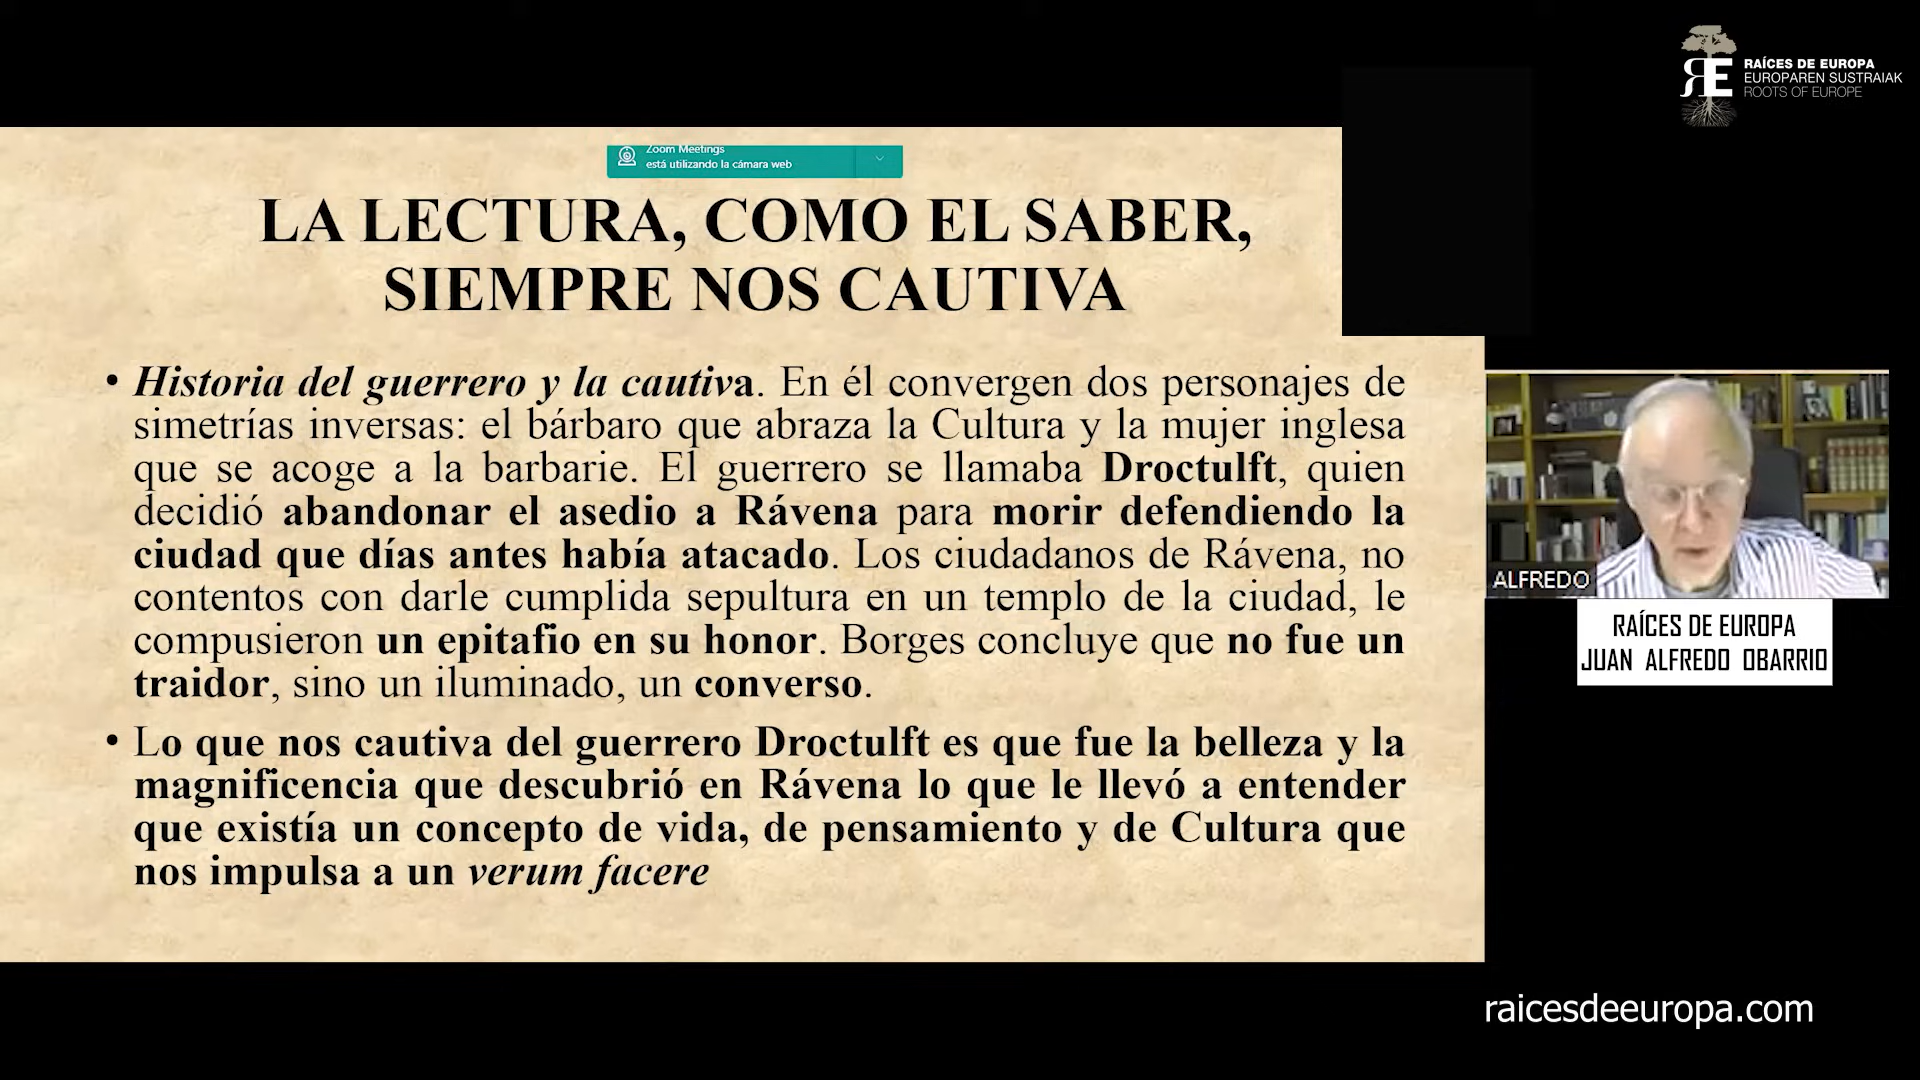 RAÍCES DE EUROPA
EUROPAREN SUSTRAIAK
ROOTS OF EUROPE
Zoom Meetings
está utilizando la cámara web
LA LECTURA, COMO EL SABER,
SIEMPRE NOS CAUTIVA
• Historia del guerrero y la cautiva. En él convergen dos personajes de
simetrías inversas: el bárbaro que abraza la Cultura y la mujer inglesa
que se acoge a la barbarie. El guerrero se llamaba Droctulft, quien
decidió abandonar el asedio a Rávena para morir defendiendo la
ciudad que días antes había atacado. Los ciudadanos de Rávena, no
contentos con darle cumplida sepultura en un templo de la ciudad, le
compusieron un epitafio en su honor. Borges concluye que no fue un
traidor, sino un iluminado, un converso.
• Lo que nos cautiva del guerrero Droctulft es que fue la belleza y la
magnificencia que descubrió en Rávena lo que le llevó a entender
que existía un concepto de vida, de pensamiento y de Cultura que
nos impulsa a un verum facere
ALFREDO
RAÍCES DE EUROPA
JUAN ALFREDO OBARRIO
raicesdeeuropa.com